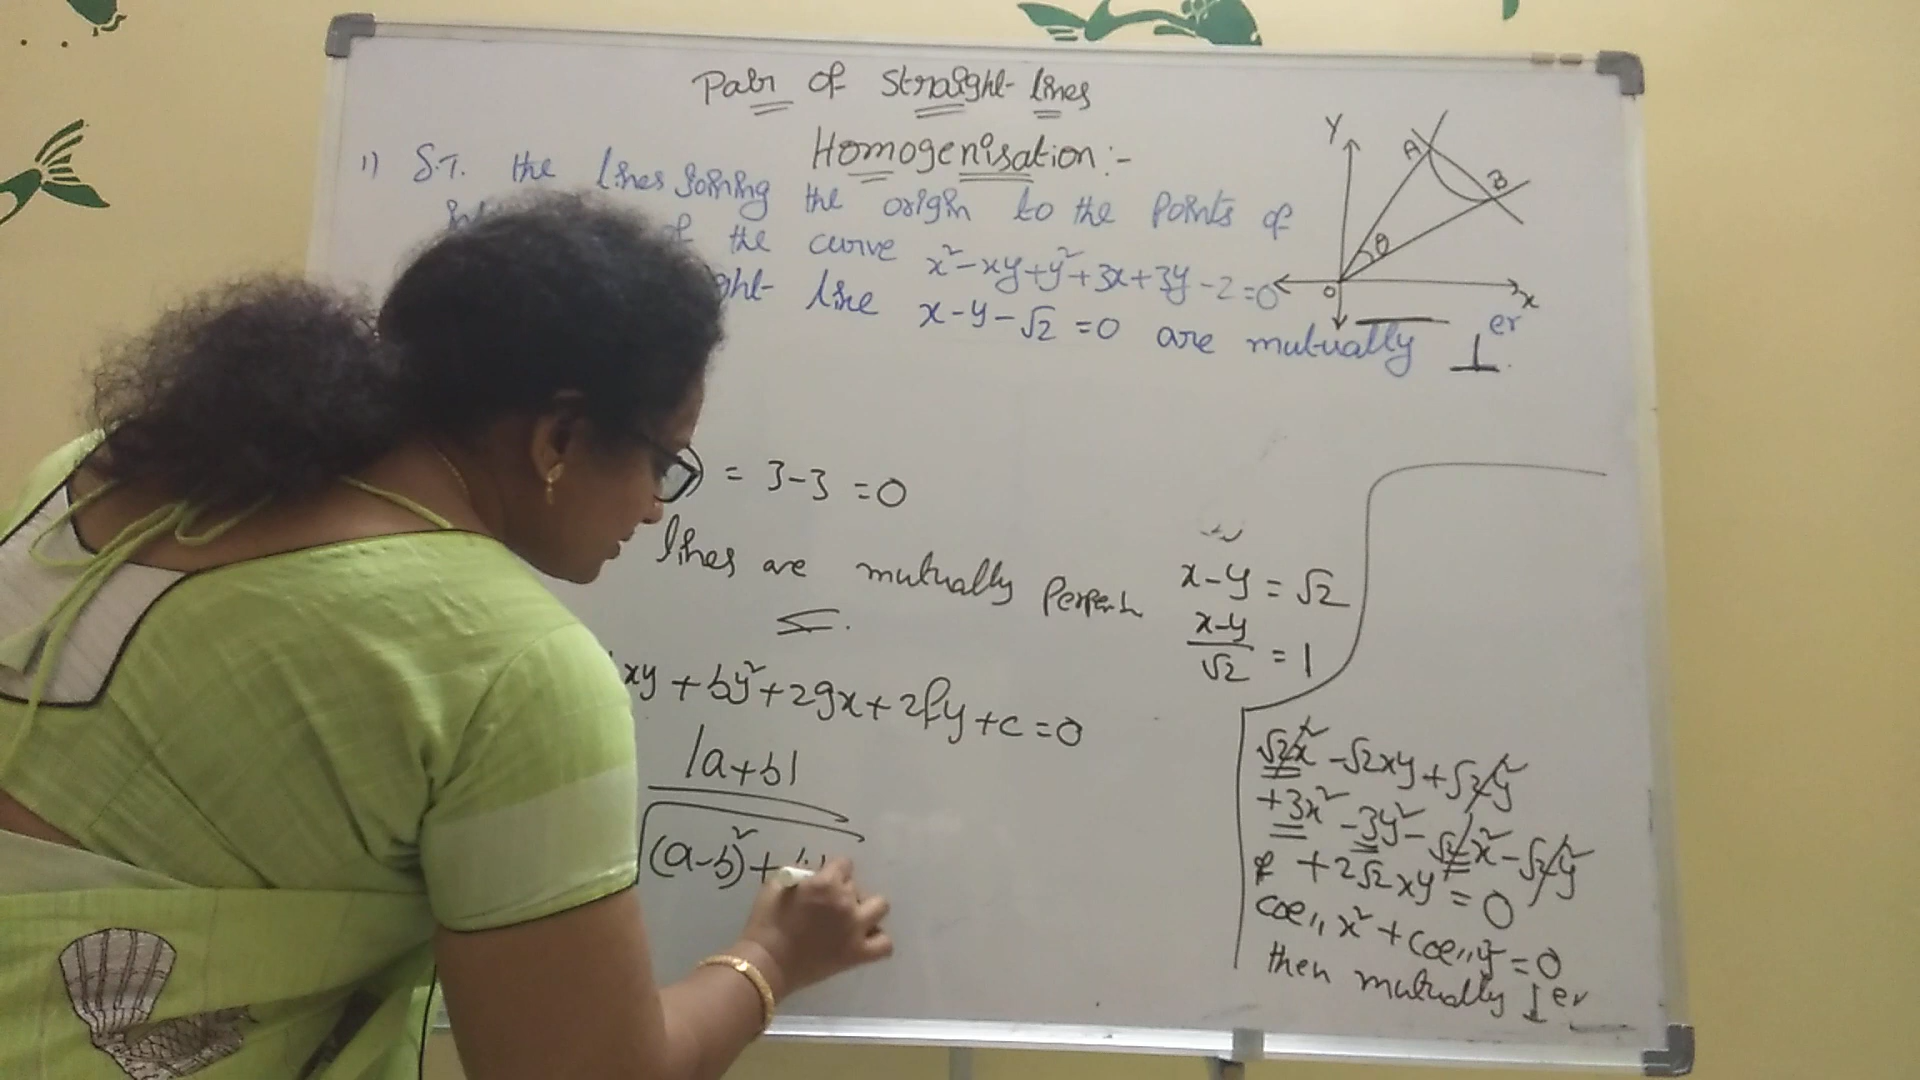 Pair of Straight lines
Homogenisation:-
1) S.T. the lines joining the origin to the points of
of the curve x²-xy+y²+3x+3y-2=0
line x-y-√2=0 are mutually ⊥er.
Y
A
B
θ
O
x
= 3-3 =0
lines are mutually
x-y=√2
x-y/√2 = 1
xy+by²+2gx+2fy+c=0
|a+b|
(a-b)²+
√2x²-√2xy+√2y²
+3x²-3y²-√2x²-√2y²
+2√2xy=0
coe,, x²+coe,,y²=0
then mutually ⊥er